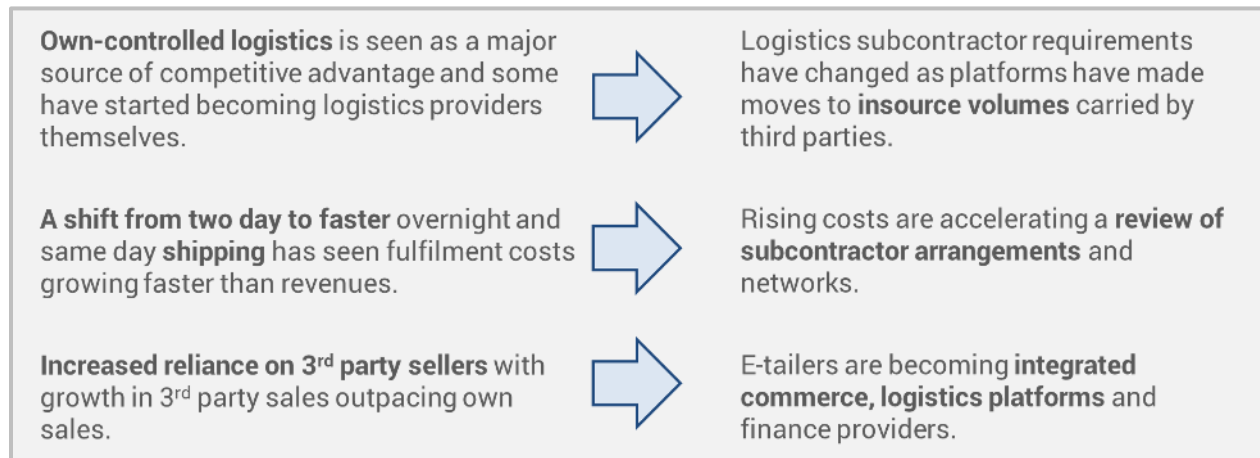 Own-controlled logistics is seen as a major
source of competitive advantage and some
have started becoming logistics providers
themselves.
Logistics subcontractor requirements
have changed as platforms have made
moves to insource volumes carried by
third parties.
A shift from two day to faster overnight and
same day shipping has seen fulfilment costs
growing faster than revenues.
Rising costs are accelerating a review of
subcontractor arrangements and
networks.
Increased reliance on 3rd party sellers with
growth in 3rd party sales outpacing own
sales.
E-tailers are becoming integrated
commerce, logistics platforms and
finance providers.